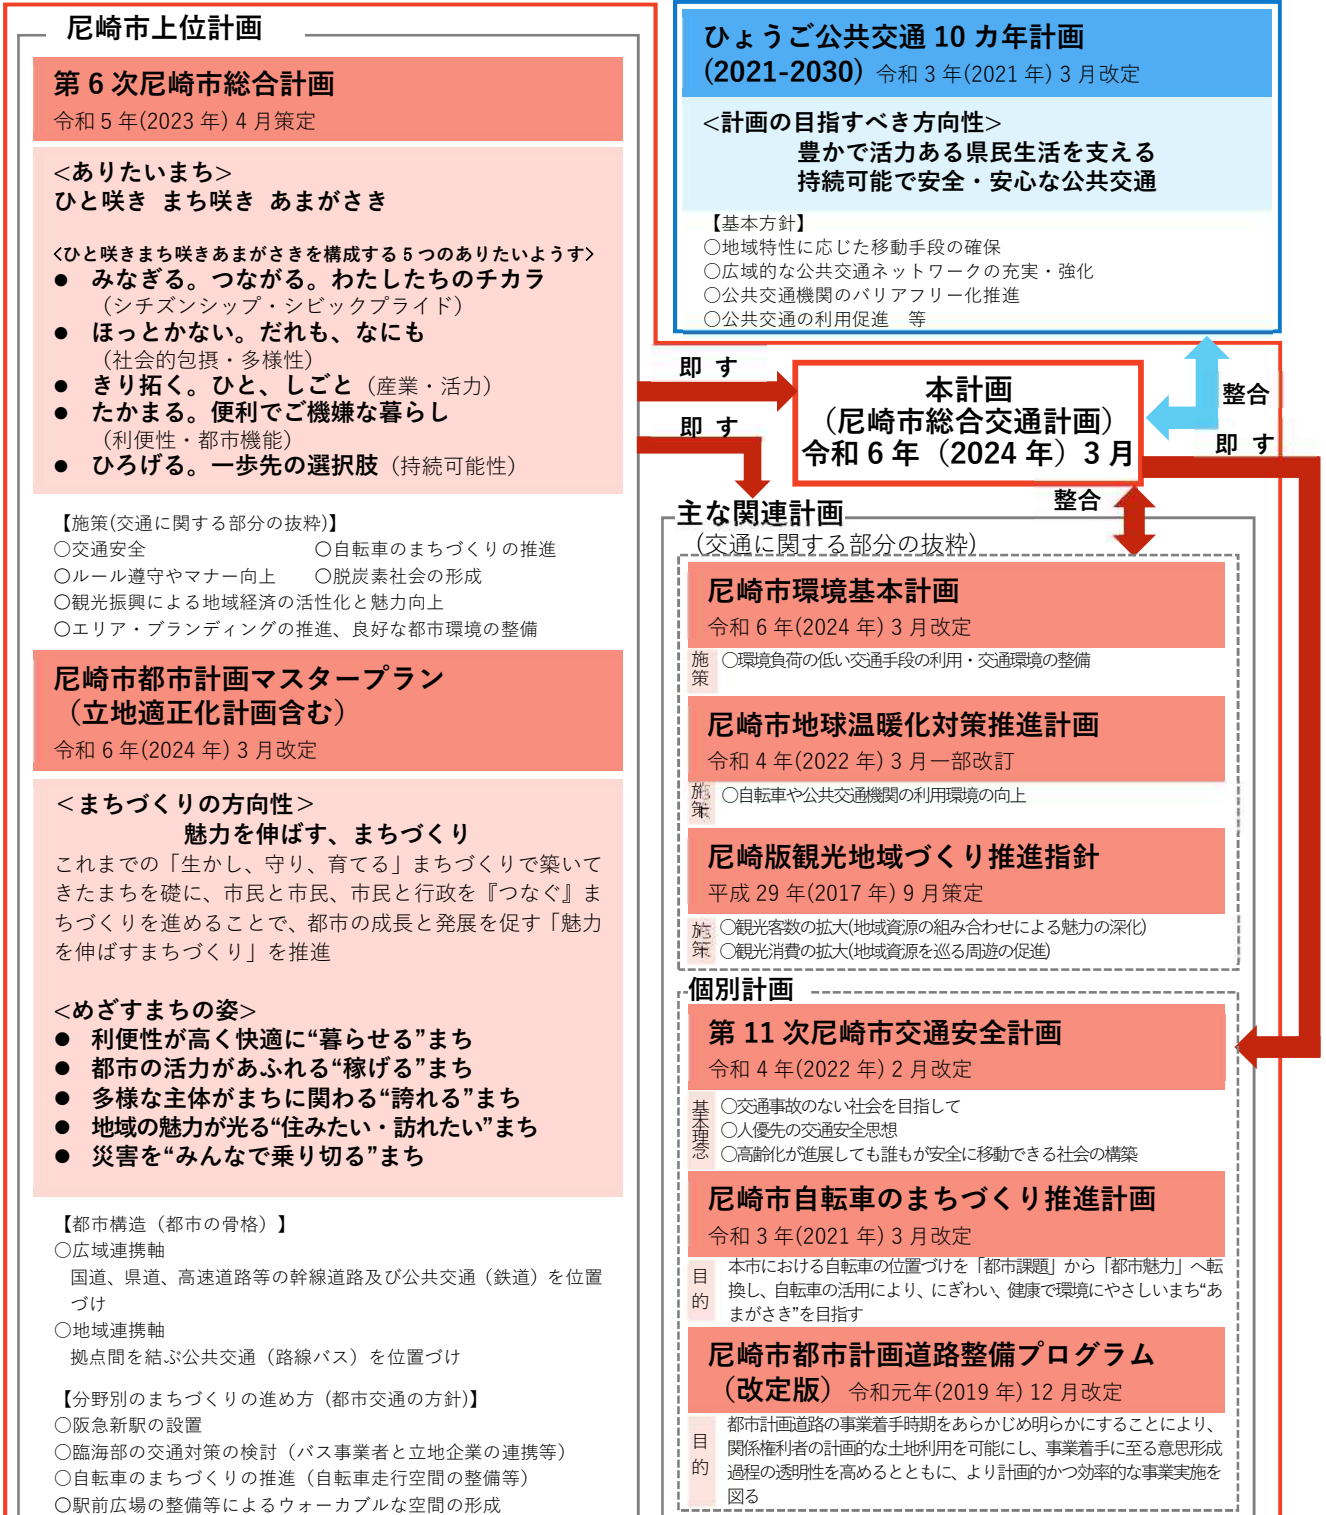 尼崎市上位計画
第6次尼崎市総合計画
令和5年(2023年)4月策定
<ありたいまち>
ひと咲き まち咲き あまがさき
<ひと咲きまち咲きあまがさきを構成する5つのありたいようす>
● みなぎる。つながる。わたしたちのチカラ
（シチズンシップ・シビックプライド）
● ほっとかない。だれも、なにも
（社会的包摂・多様性）
● きり拓く。ひと、しごと（産業・活力）
● たかまる。便利でご機嫌な暮らし
（利便性・都市機能）
● ひろげる。一歩先の選択肢（持続可能性）
【施策(交通に関する部分の抜粋)】
○交通安全 ○自転車のまちづくりの推進
○ルール遵守やマナー向上 ○脱炭素社会の形成
○観光振興による地域経済の活性化と魅力向上
○エリア・ブランディングの推進、良好な都市環境の整備
尼崎市都市計画マスタープラン
（立地適正化計画含む）
令和6年(2024年)3月改定
＜まちづくりの方向性＞
魅力を伸ばす、まちづくり
これまでの「生かし、守り、育てる」まちづくりで築いて
きたまちを礎に、市民と市民、市民と行政を『つなぐ』ま
ちづくりを進めることで、都市の成長と発展を促す「魅力
を伸ばすまちづくり」を推進
<めざすまちの姿>
● 利便性が高く快適に“暮らせる”まち
● 都市の活力があふれる“稼げる”まち
● 多様な主体がまちに関わる“誇れる”まち
● 地域の魅力が光る“住みたい・訪れたい”まち
● 災害を“みんなで乗り切る”まち
【都市構造（都市の骨格）】
○広域連携軸
国道、県道、高速道路等の幹線道路及び公共交通（鉄道）を位置
づけ
○地域連携軸
拠点間を結ぶ公共交通（路線バス）を位置づけ
【分野別のまちづくりの進め方（都市交通の方針)】
○阪急新駅の設置
○臨海部の交通対策の検討（バス事業者と立地企業の連携等）
○自転車のまちづくりの推進（自転車走行空間の整備等）
○駅前広場の整備等によるウォーカブルな空間の形成
ひょうご公共交通10カ年計画
(2021-2030) 令和3年(2021年)3月改定
<計画の目指すべき方向性>
豊かで活力ある県民生活を支える
持続可能で安全・安心な公共交通
【基本方針】
○地域特性に応じた移動手段の確保
○広域的な公共交通ネットワークの充実・強化
○公共交通機関のバリアフリー化推進
○公共交通の利用促進 等
即す
即す
本計画
（尼崎市総合交通計画）
令和6年（2024年）3月
整合
即す
整合
主な関連計画
（交通に関する部分の抜粋）
尼崎市環境基本計画
令和6年(2024年)3月改定
施策
○環境負荷の低い交通手段の利用・交通環境の整備
尼崎市地球温暖化対策推進計画
令和4年(2022年)3月一部改訂
施策
○自転車や公共交通機関の利用環境の向上
尼崎版観光地域づくり推進指針
平成29年(2017年)9月策定
施策
○観光客数の拡大(地域資源の組み合わせによる魅力の深化)
○観光消費の拡大(地域資源を巡る周遊の促進)
個別計画
第11次尼崎市交通安全計画
令和4年(2022年)2月改定
基本理念
○交通事故のない社会を目指して
○人優先の交通安全思想
○高齢化が進展しても誰もが安全に移動できる社会の構築
尼崎市自転車のまちづくり推進計画
令和3年(2021年)3月改定
目的
本市における自転車の位置づけを「都市課題」から「都市魅力」へ転
換し、自転車の活用により、にぎわい、健康で環境にやさしいまち“あ
まがさき”を目指す
尼崎市都市計画道路整備プログラム
（改定版）令和元年(2019年)12月改定
目的
都市計画道路の事業着手時期をあらかじめ明らかにすることにより、
関係権利者の計画的な土地利用を可能にし、事業着手に至る意思形成
過程の透明性を高めるとともに、より計画的かつ効率的な事業実施を
図る